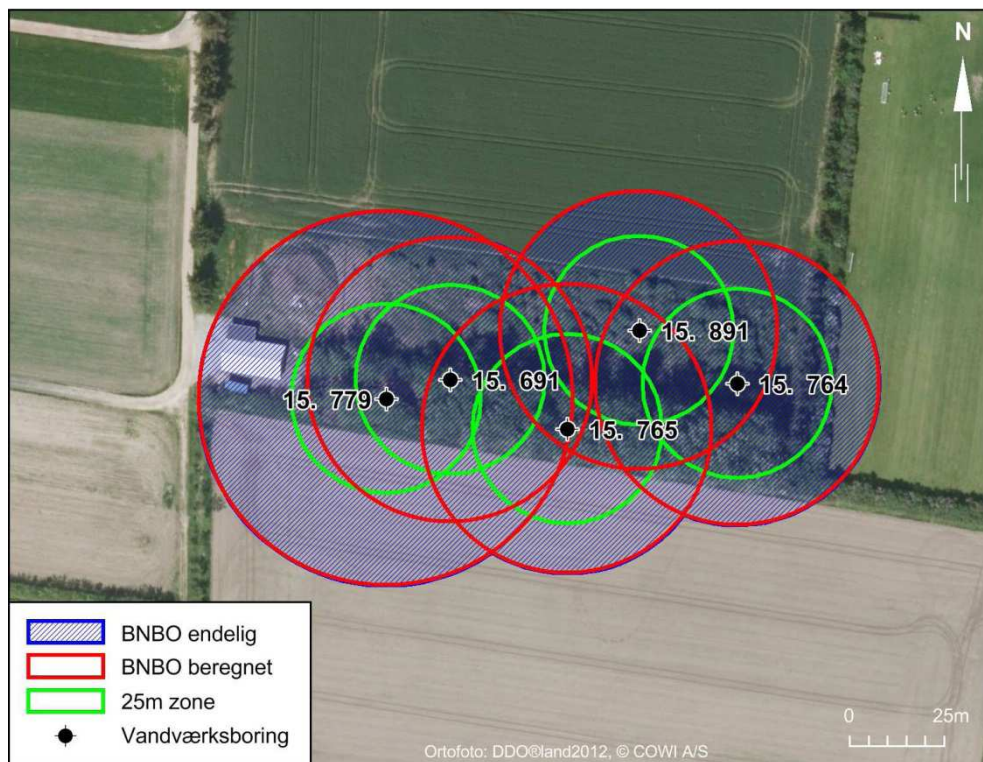 N
15. 891
15. 691
15. 764
15. 779
15. 765
BNBO endelig
BNBO beregnet
25m zone
Vandværksboring
0 25m
Ortofoto: DDO®land2012, © COWI A/S